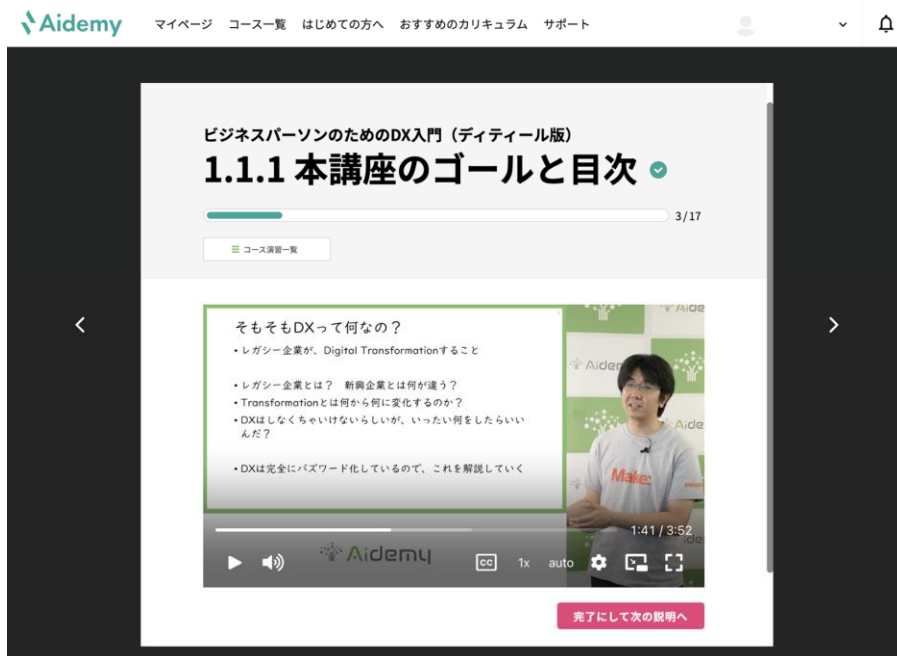 Aidemy マイページ コース一覧 はじめての方へ おすすめのカリキュラム サポート
ビジネスパーソンのためのDX入門（ディティール版）
1.1.1 本講座のゴールと目次
3/17
コース演習一覧
そもそもDXって何なの？
・レガシー企業が、Digital Transformationすること
・レガシー企業とは？ 新興企業とは何が違う？
・Transformationとは何から何に変化するのか？
・DXはしなくちゃいけないらしいが、いったい何をしたらいい
んだ？
・DXは完全にバズワード化しているので、これを解説していく
Aide
Aidem
Aide
Make:
1:41 / 3:52
Aidemy
CC 1x auto
完了にして次の説明へ